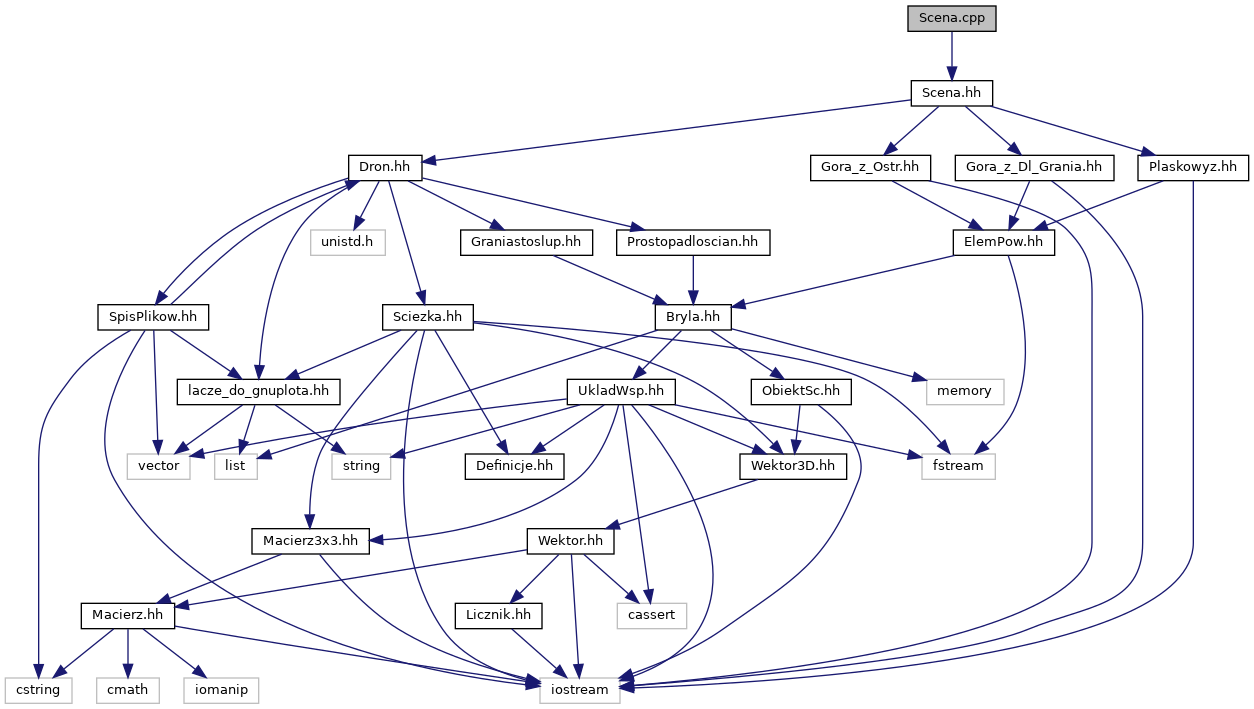 Scena.cpp
Scena.hh
Dron.hh
Gora_z_Ostr.hh
Gora_z_Dl_Grania.hh
Plaskowyz.hh
unistd.h
Graniastoslup.hh
Prostopadloscian.hh
ElemPow.hh
SpisPlikow.hh
Sciezka.hh
Bryla.hh
lacze_do_gnuplota.hh
UkladWsp.hh
ObiektSc.hh
memory
vector
list
string
Definicje.hh
Wektor3D.hh
fstream
Macierz3x3.hh
Wektor.hh
Macierz.hh
Licznik.hh
cassert
cstring
cmath
iomanip
iostream